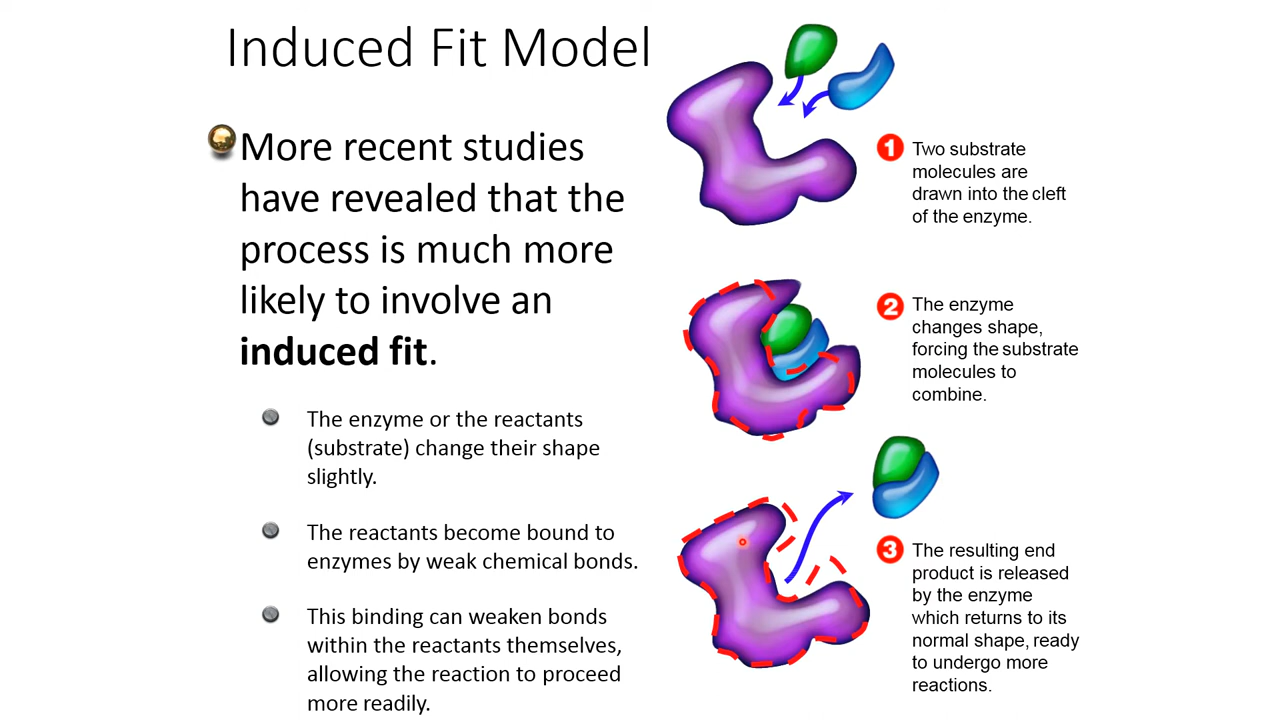 Induced Fit Model
More recent studies
have revealed that the
process is much more
likely to involve an
induced fit.
The enzyme or the reactants
(substrate) change their shape
slightly.
The reactants become bound to
enzymes by weak chemical bonds.
This binding can weaken bonds
within the reactants themselves,
allowing the reaction to proceed
more readily.
1
Two substrate
molecules are
drawn into the cleft
of the enzyme.
2
The enzyme
changes shape,
forcing the substrate
molecules to
combine.
3
The resulting end
product is released
by the enzyme
which returns to its
normal shape, ready
to undergo more
reactions.